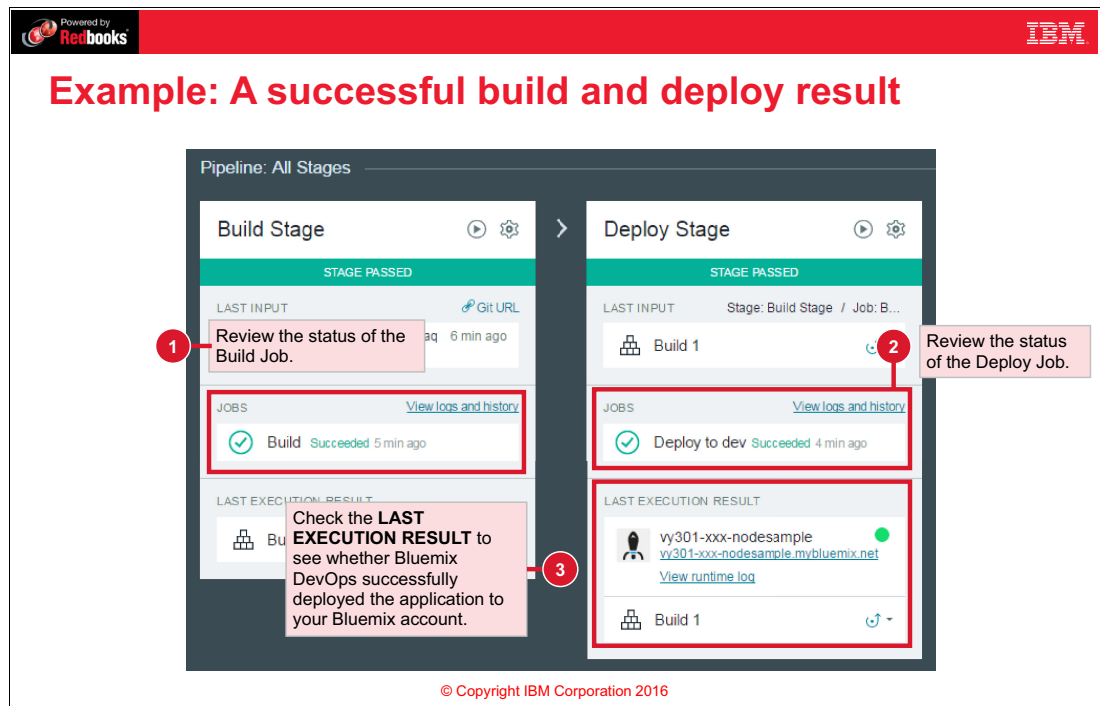 Powered by
Redbooks
IBM.
Example: A successful build and deploy result
Pipeline: All Stages
Build Stage
STAGE PASSED
LAST INPUT
Git URL
1
Review the status of the
Build Job.
aq 6 min ago
JOBS
View logs and history
Build Succeeded 5 min ago
LAST EXECUTION RESULT
Bu
Check the LAST
EXECUTION RESULT to
see whether Bluemix
DevOps successfully
deployed the application to
your Bluemix account.
3
Deploy Stage
STAGE PASSED
LAST INPUT
Stage: Build Stage / Job: B...
Build 1
2
Review the status
of the Deploy Job.
JOBS
View logs and history
Deploy to dev Succeeded 4 min ago
LAST EXECUTION RESULT
vy301-xxx-nodesample
vy301-xxx-nodesample.mybluemix.net
View runtime log
Build 1
© Copyright IBM Corporation 2016